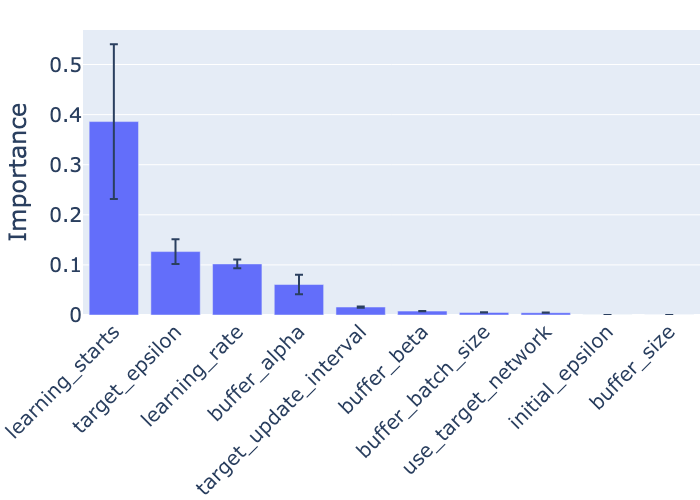 Importance
0.5
0.4
0.3
0.2
0.1
0
learning_starts
target_epsilon
learning_rate
buffer_alpha
target_update_interval
buffer_beta
buffer_batch_size
use_target_network
initial_epsilon
buffer_size